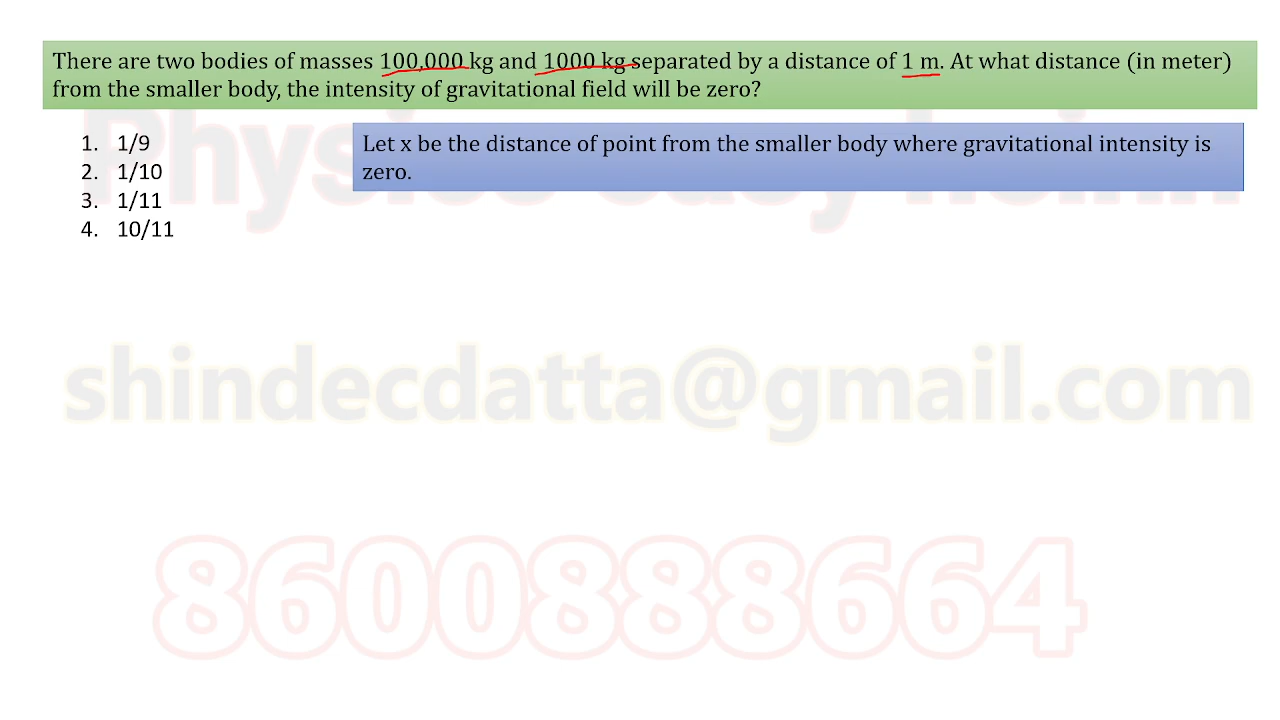 There are two bodies of masses 100,000 kg and 1000 kg separated by a distance of 1 m. At what distance (in meter)
from the smaller body, the intensity of gravitational field will be zero?
1. 1/9
2. 1/10
3. 1/11
4. 10/11
Let x be the distance of point from the smaller body where gravitational intensity is
zero.
Physics easy
shindecdatta@gmail.com
8600888664